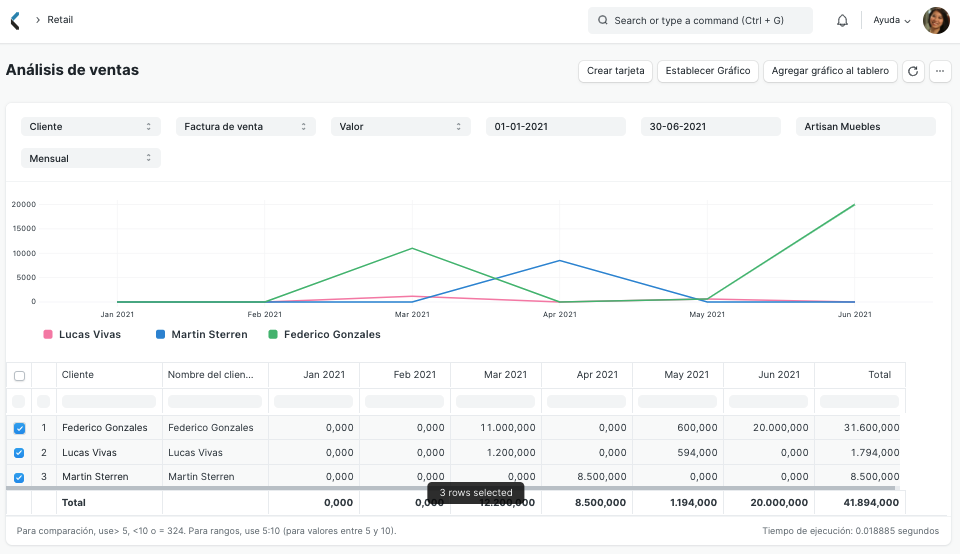 Retail
Search or type a command (Ctrl + G)
Ayuda
Análisis de ventas
Crear tarjeta
Establecer Gráfico
Agregar gráfico al tablero
...
Cliente
Factura de venta
Valor
01-01-2021
30-06-2021
Artisan Muebles
Mensual
20000
15000
10000
5000
0
Jan 2021 Feb 2021 Mar 2021 Apr 2021 May 2021 Jun 2021
Lucas Vivas Martin Sterren Federico Gonzales
Cliente Nombre del clien... Jan 2021 Feb 2021 Mar 2021 Apr 2021 May 2021 Jun 2021 Total
1 Federico Gonzales Federico Gonzales 0,000 0,000 11.000,000 0,000 600,000 20.000,000 31.600,000
2 Lucas Vivas Lucas Vivas 0,000 0,000 1.200,000 0,000 594,000 0,000 1.794,000
3 Martin Sterren Martin Sterren 0,000 0,000 0,000 8.500,000 0,000 0,000 8.500,000
3 rows selected
Total 0,000 0,000 12.200,000 8.500,000 1.194,000 20.000,000 41.894,000
Para comparación, use> 5, <10 o = 324. Para rangos, use 5:10 (para valores entre 5 y 10).
Tiempo de ejecución: 0.018885 segundos